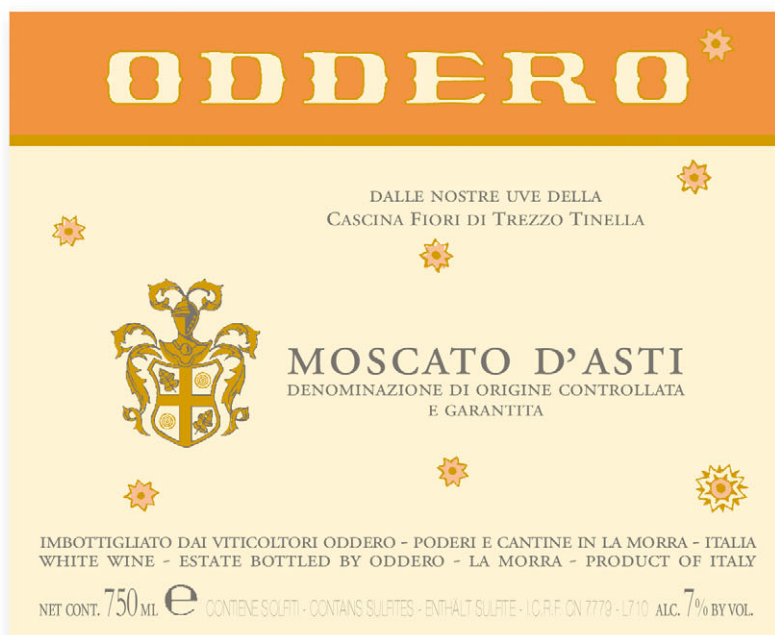 ODDERO
DALLE NOSTRE UVE DELLA
CASCINA FIORI DI TREZZO TINELLA
MOSCATO D'ASTI
DENOMINAZIONE DI ORIGINE CONTROLLATA
E GARANTITA
IMBOTTIGLIATO DAI VITICOLTORI ODDERO - PODERI E CANTINE IN LA MORRA - ITALIA
WHITE WINE - ESTATE BOTTLED BY ODDERO - LA MORRA - PRODUCT OF ITALY
NET CONT. 750 ML ℮ CONTIENE SOLFITI - CONTAINS SULFITES - ENTHÄLT SULFITE - I.C.R.F. CN 7779 - L710 ALC. 7% BY VOL.